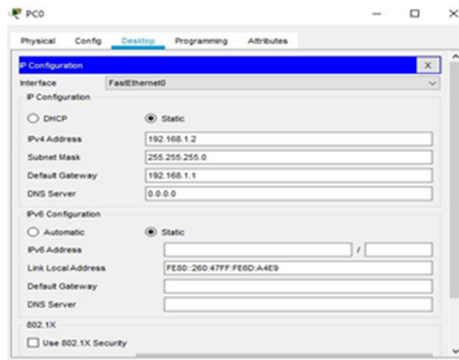 PC0
Physical Config Desktop Programming Attributes
IP Configuration X
Interface FastEthernet0
IP Configuration
DHCP Static
IPv4 Address 192.168.1.2
Subnet Mask 255.255.255.0
Default Gateway 192.168.1.1
DNS Server 0.0.0.0
IPv6 Configuration
Automatic Static
IPv6 Address /
Link Local Address FE80::260:47FF:FE6D:A4E9
Default Gateway
DNS Server
802.1X
Use 802.1X Security